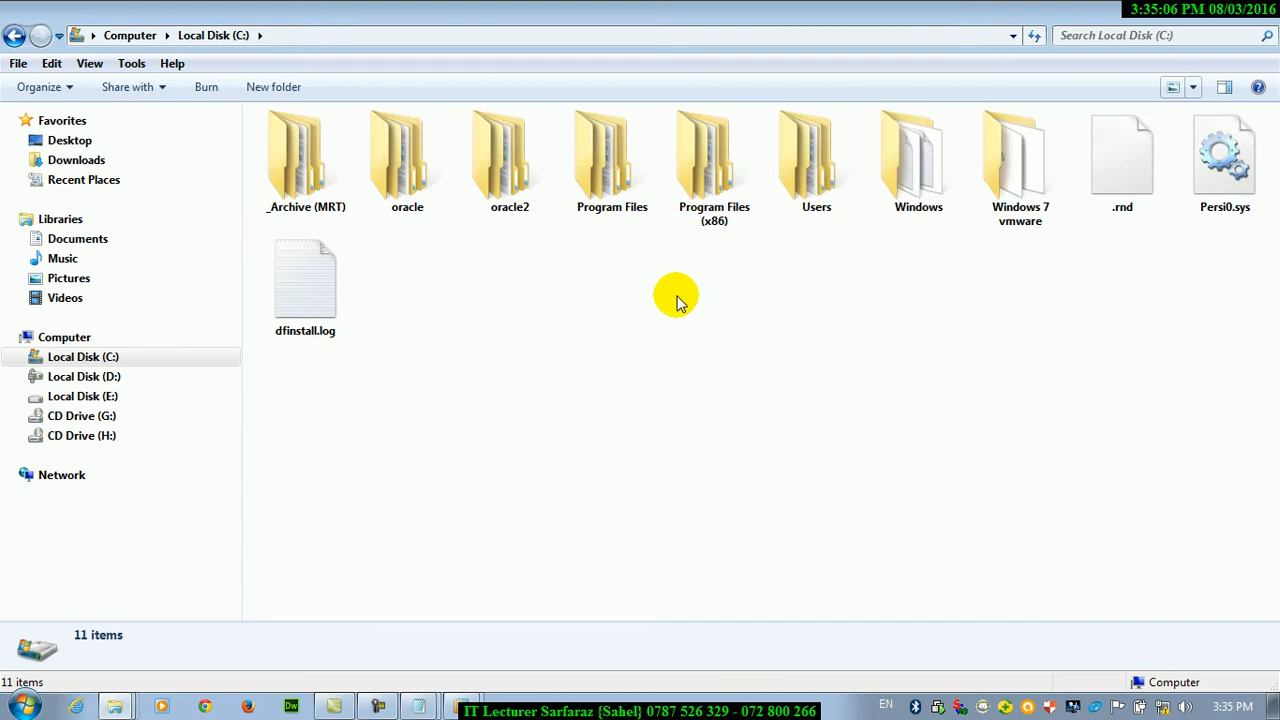 3:35:06 PM 08/03/2016
Computer Local Disk (C:)
Search Local Disk (C:)
File Edit View Tools Help
Organize Share with Burn New folder
Favorites
Desktop
Downloads
Recent Places
Libraries
Documents
Music
Pictures
Videos
Computer
Local Disk (C:)
Local Disk (D:)
Local Disk (E:)
CD Drive (G:)
CD Drive (H:)
Network
_Archive (MRT)
oracle
oracle2
Program Files
Program Files
(x86)
Users
Windows
Windows 7
vmware
.rnd
Persi0.sys
dfinstall.log
11 items
11 items
Computer
Dw
EN
3:35 PM
IT Lecturer Sarfaraz {Sahel} 0787 526 329 - 072 800 266